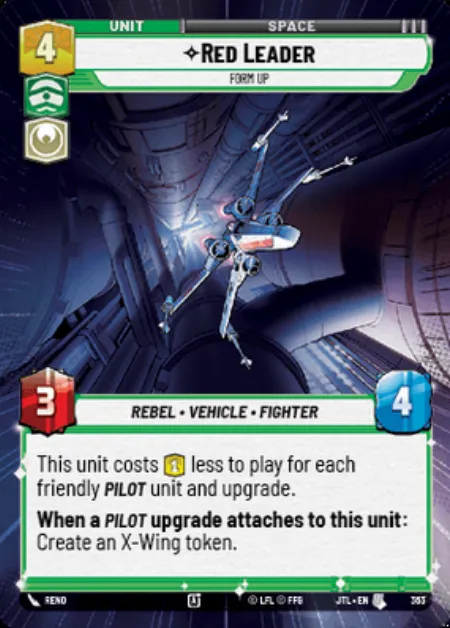 UNIT SPACE
4 RED LEADER
FORM UP
3 REBEL • VEHICLE • FIGHTER 4
This unit costs 1 less to play for each
friendly PILOT unit and upgrade.
When a PILOT upgrade attaches to this unit:
Create an X-Wing token.
RENO A © LFL © FFG JTL • EN 363